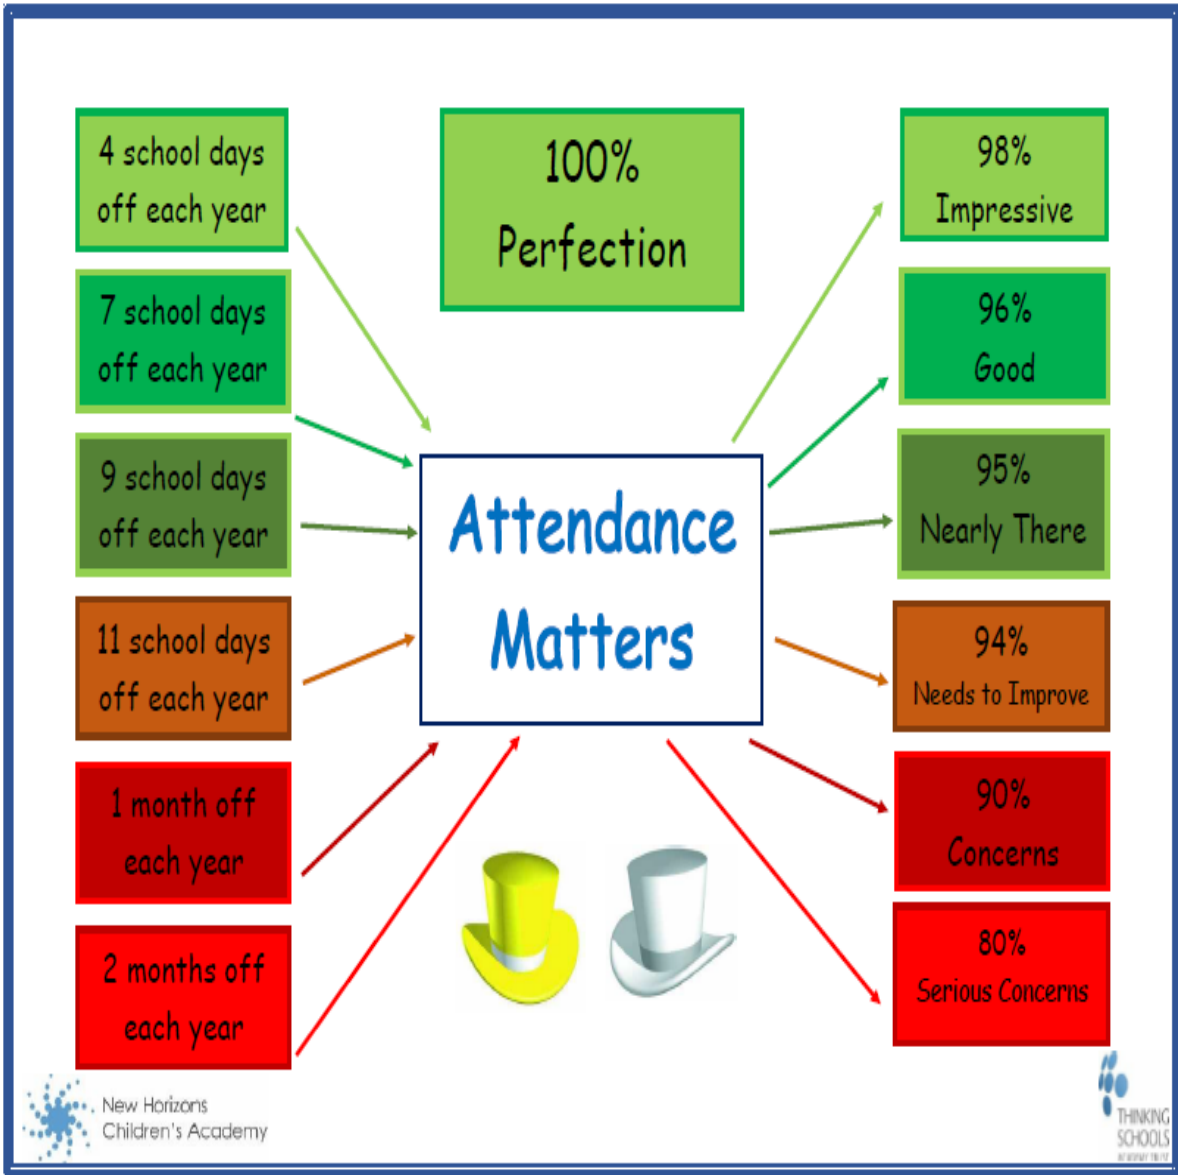 4 school days
off each year
7 school days
off each year
9 school days
off each year
11 school days
off each year
1 month off
each year
2 months off
each year
100%
Perfection
Attendance
Matters
98%
Impressive
96%
Good
95%
Nearly There
94%
Needs to Improve
90%
Concerns
80%
Serious Concerns
New Horizons
Children's Academy
THINKING
SCHOOLS
ACADEMY TRUST